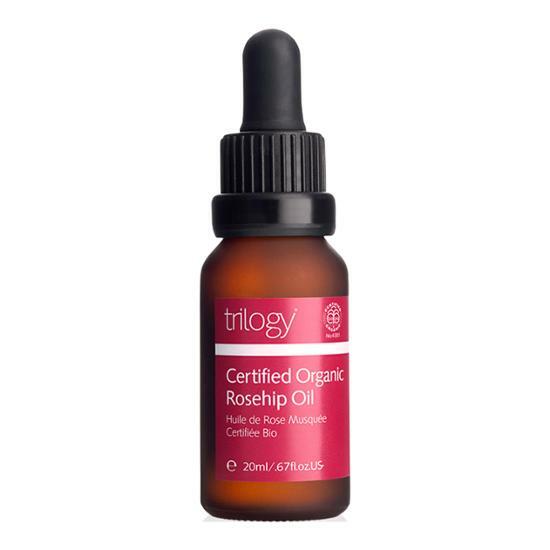 trilogy
Certified Organic
Rosehip Oil
Huile de Rose Musquée
Certifiée Bio
e 20ml/.67fl.oz.US